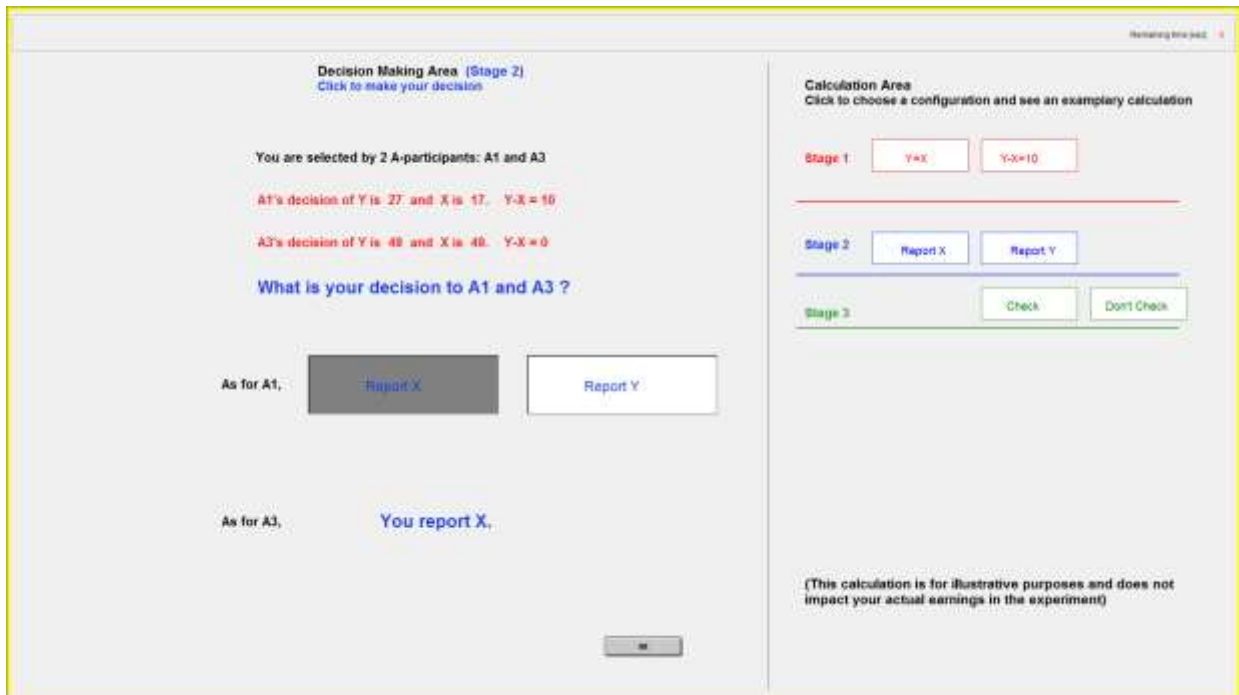 Remaining time [sec]:
Decision Making Area (Stage 2)
Click to make your decision
You are selected by 2 A-participants: A1 and A3
A1's decision of Y is 27 and X is 17. Y-X = 10
A3's decision of Y is and X is Y-X = 0
What is your decision to A1 and A3 ?
As for A1,
Report X
Report Y
As for A3,
You report X.
Calculation Area
Click to choose a configuration and see an examplary calculation
Stage 1
Y=X
Y-X=10
Stage 2
Report X
Report Y
Stage 3
Check
Don't Check
(This calculation is for illustrative purposes and does not
impact your actual earnings in the experiment)